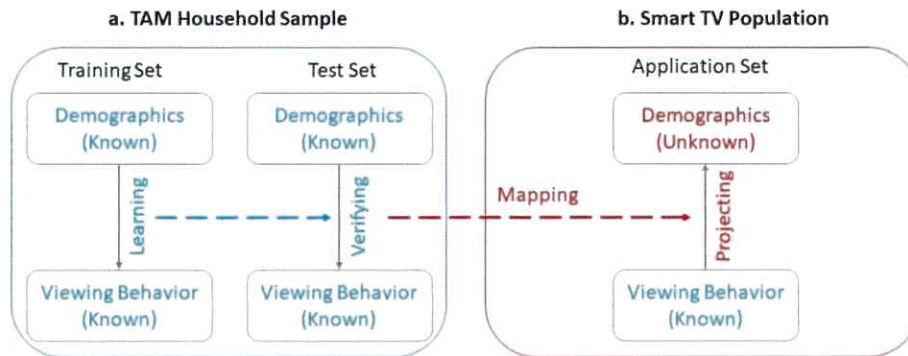 a. TAM Household Sample
b. Smart TV Population
Training Set
Test Set
Application Set
Demographics
(Known)
Demographics
(Known)
Demographics
(Unknown)
Learning
Verifying
Mapping
Projecting
Viewing Behavior
(Known)
Viewing Behavior
(Known)
Viewing Behavior
(Known)